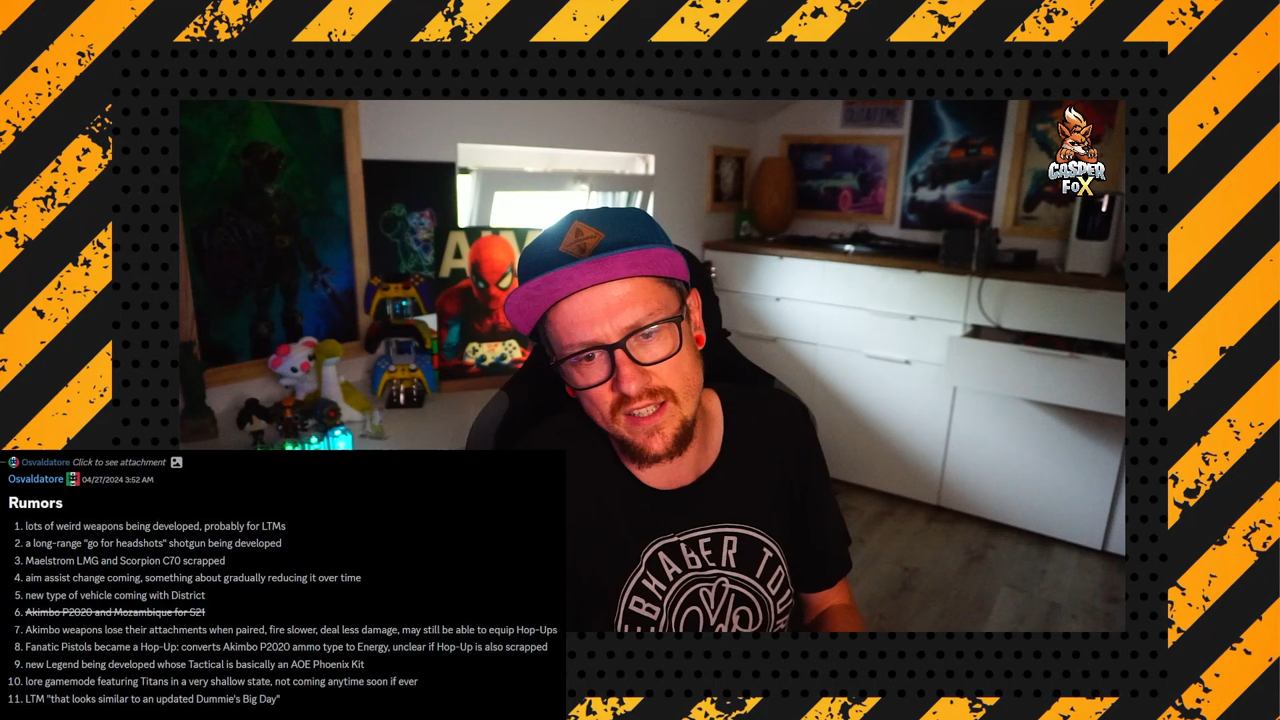 OUTATIME
CASPER
FOX
AIM
EBHABER TOUR
Osvaldatore Click to see attachment
Osvaldatore 04/27/2024 3:52 AM
Rumors
1. lots of weird weapons being developed, probably for LTMs
2. a long-range "go for headshots" shotgun being developed
3. Maelstrom LMG and Scorpion C70 scrapped
4. aim assist change coming, something about gradually reducing it over time
5. new type of vehicle coming with District
6. Akimbo P2020 and Mozambique for S21
7. Akimbo weapons lose their attachments when paired, fire slower, deal less damage, may still be able to equip Hop-Ups
8. Fanatic Pistols became a Hop-Up: converts Akimbo P2020 ammo type to Energy, unclear if Hop-Up is also scrapped
9. new Legend being developed whose Tactical is basically an AOE Phoenix Kit
10. lore gamemode featuring Titans in a very shallow state, not coming anytime soon if ever
11. LTM "that looks similar to an updated Dummie's Big Day"